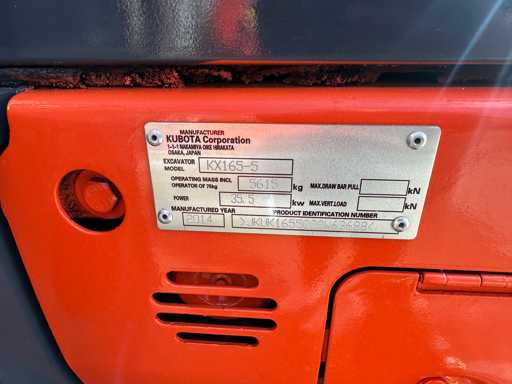 MANUFACTURER
KUBOTA Corporation
1-1-1 NAKAMIYA OIKE HIRAKATA
OSAKA, JAPAN
EXCAVATOR
MODEL KX165-5
OPERATING MASS INCL
OPERATOR OF 75kg 5615 kg MAX.DRAW BAR PULL kN
POWER 35.5 kw MAX.VERT.LOAD kN
MANUFACTURED YEAR PRODUCT IDENTIFICATION NUMBER
2014